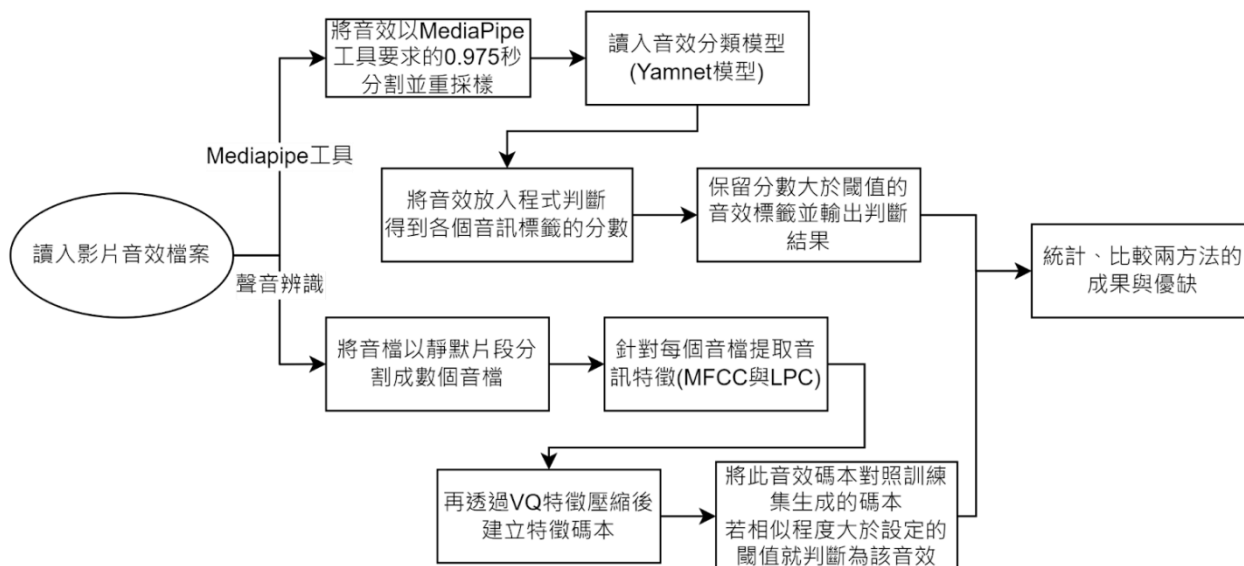 將音效以MediaPipe
工具要求的0.975秒
分割並重採樣
讀入音效分類模型
(Yamnet模型)
Mediapipe工具
將音效放入程式判斷
得到各個音訊標籤的分數
保留分數大於閾值的
音效標籤並輸出判斷
結果
讀入影片音效檔案
聲音辨識
統計、比較兩方法的
成果與優缺
將音檔以靜默片段分
割成數個音檔
針對每個音檔提取音
訊特徵(MFCC與LPC)
再透過VQ特徵壓縮後
建立特徵碼本
將此音效碼本對照訓練
集生成的碼本
若相似程度大於設定的
閾值就判斷為該音效